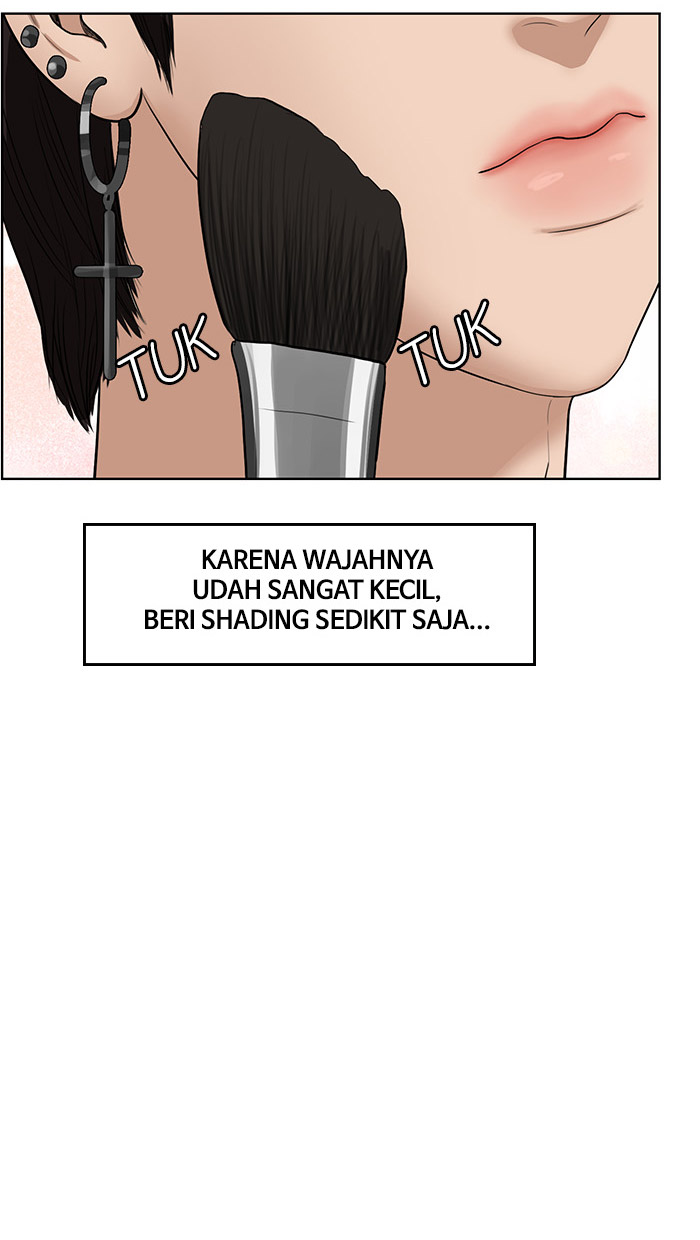 TUK
TUK
KARENA WAJAHNYA
UDAH SANGAT KECIL,
BERI SHADING SEDIKIT SAJA...